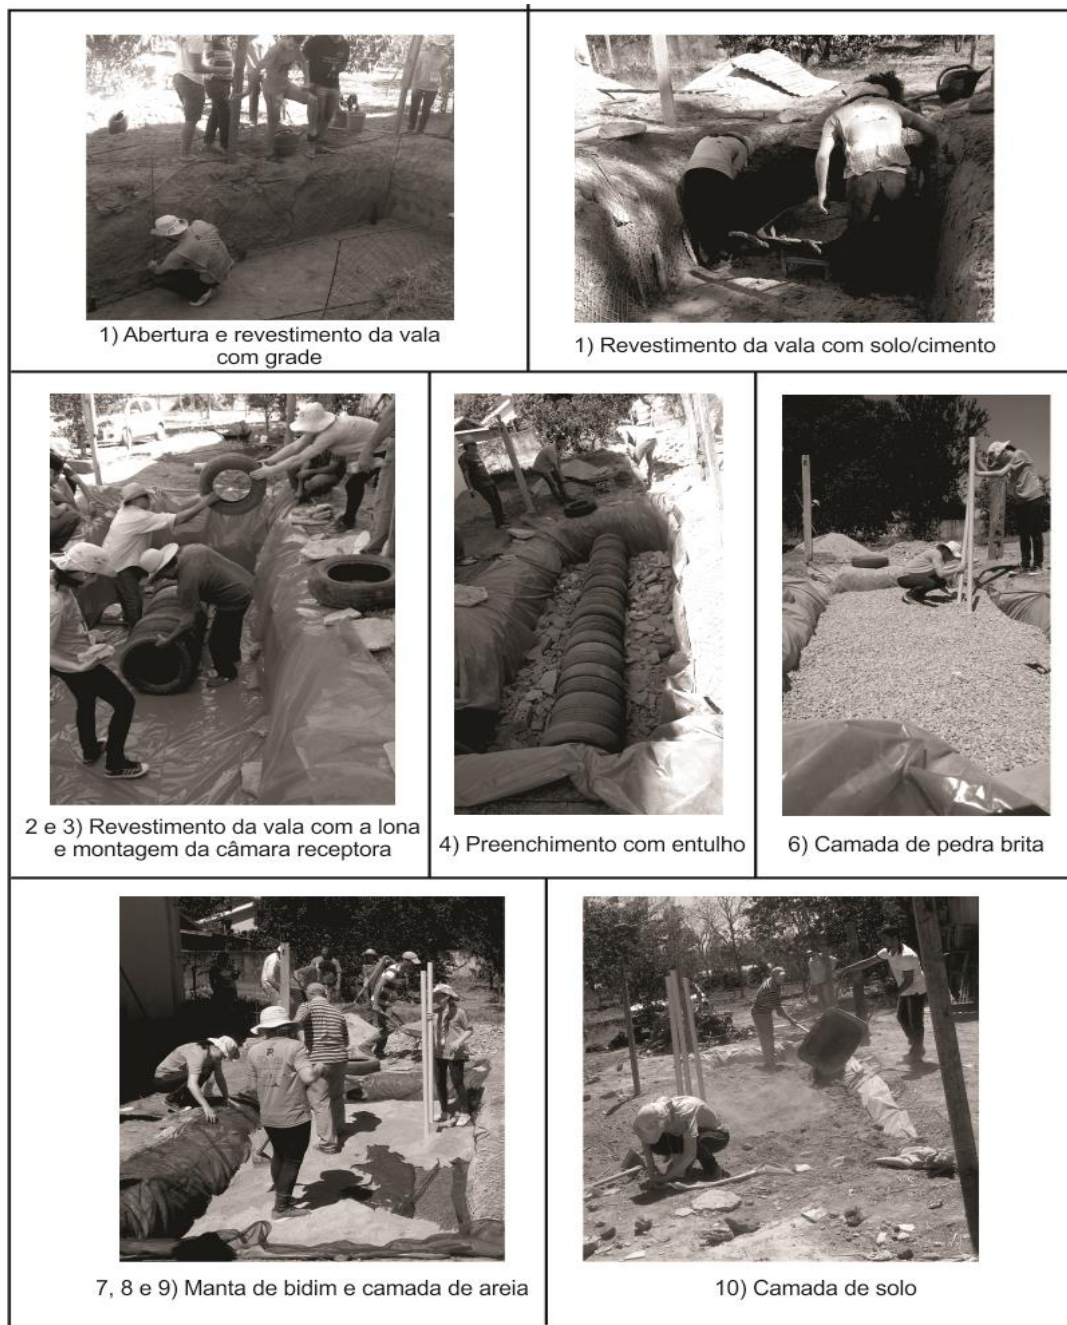 1) Abertura e revestimento da vala
com grade
1) Revestimento da vala com solo/cimento
2 e 3) Revestimento da vala com a lona
e montagem da câmara receptora
4) Preenchimento com entulho
6) Camada de pedra brita
7, 8 e 9) Manta de bidim e camada de areia
10) Camada de solo